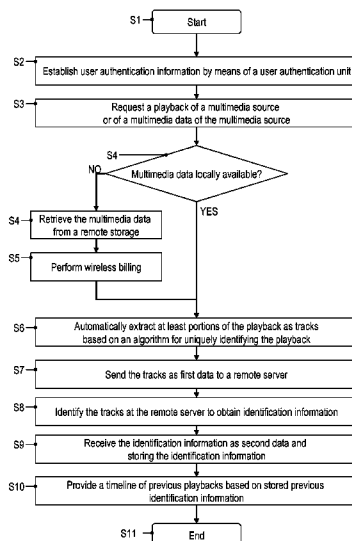 S1
Start
S2
Establish user authentication information by means of a user authentication unit
S3
Request a playback of a multimedia source
or of a multimedia data of the multimedia source
S4
Multimedia data locally available?
NO
YES
S4
Retrieve the multimedia data
from a remote storage
S5
Perform wireless billing
S6
Automatically extract at least portions of the playback as tracks
based on an algorithm for uniquely identifying the playback
S7
Send the tracks as first data to a remote server
S8
Identify the tracks at the remote server to obtain identification information
S9
Receive the identification information as second data and
storing the identification information
S10
Provide a timeline of previous playbacks based on stored previous
identification information
S11
End